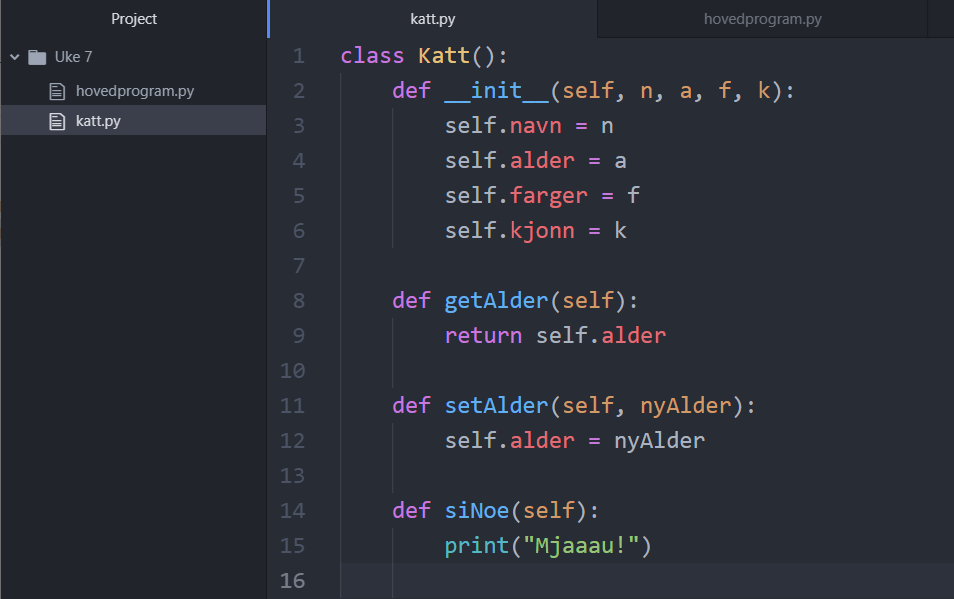 Project
Uke 7
hovedprogram.py
katt.py
katt.py
hovedprogram.py
1 class Katt():
2     def __init__(self, n, a, f, k):
3         self.navn = n
4         self.alder = a
5         self.farger = f
6         self.kjonn = k
7
8     def getAlder(self):
9         return self.alder
10
11     def setAlder(self, nyAlder):
12         self.alder = nyAlder
13
14     def siNoe(self):
15         print("Mjaaau!")
16